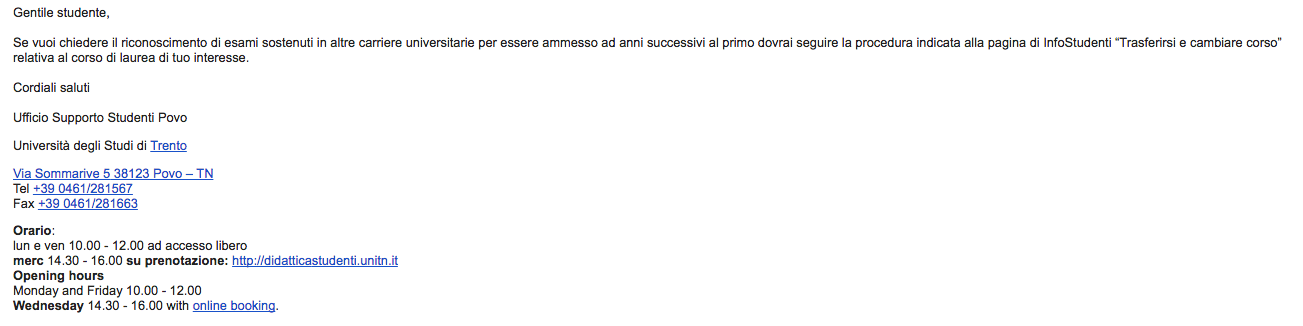 Gentile studente,
Se vuoi chiedere il riconoscimento di esami sostenuti in altre carriere universitarie per essere ammesso ad anni successivi al primo dovrai seguire la procedura indicata alla pagina di InfoStudenti “Trasferirsi e cambiare corso”
relativa al corso di laurea di tuo interesse.
Cordiali saluti
Ufficio Supporto Studenti Povo
Università degli Studi di Trento
Via Sommarive 5 38123 Povo – TN
Tel +39 0461/281567
Fax +39 0461/281663
Orario:
lun e ven 10.00 - 12.00 ad accesso libero
merc 14.30 - 16.00 su prenotazione: http://didatticastudenti.unitn.it
Opening hours
Monday and Friday 10.00 - 12.00
Wednesday 14.30 - 16.00 with online booking.